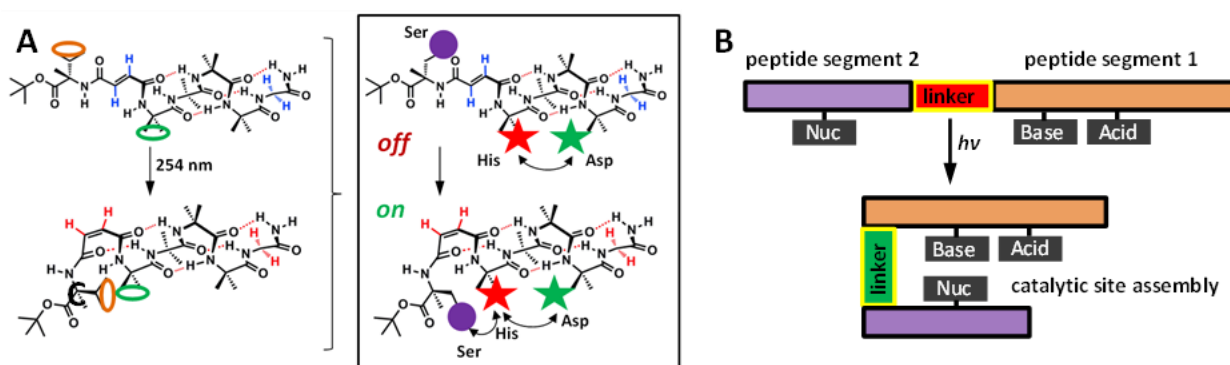 A
254 nm
Ser
off
His
Asp
on
Ser
His
Asp
B
peptide segment 2
peptide segment 1
linker
Nuc
Base
Acid
hν
linker
Base
Acid
Nuc
catalytic site assembly